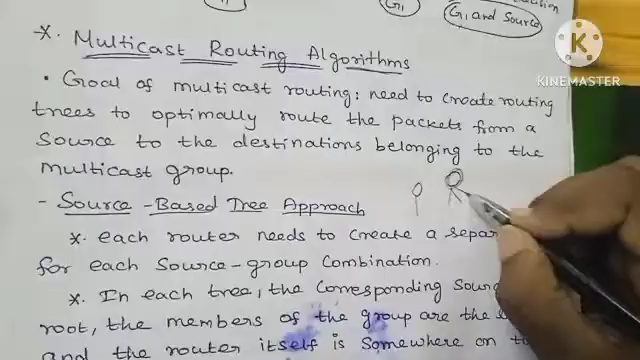 G1
G1, and Source
K
KINEMASTER
-x. Multicast Routing Algorithms
• Goal of multicast routing: need to create routing
trees to optimally route the packets from a
Source to the destinations belonging to the
multicast group.
- Source-Based Tree Approach
*. each router needs to create a
for each Source-group Combination.
*. In each tree, the Corresponding
root, the members of the group are the
and the router itself is Somewhere on